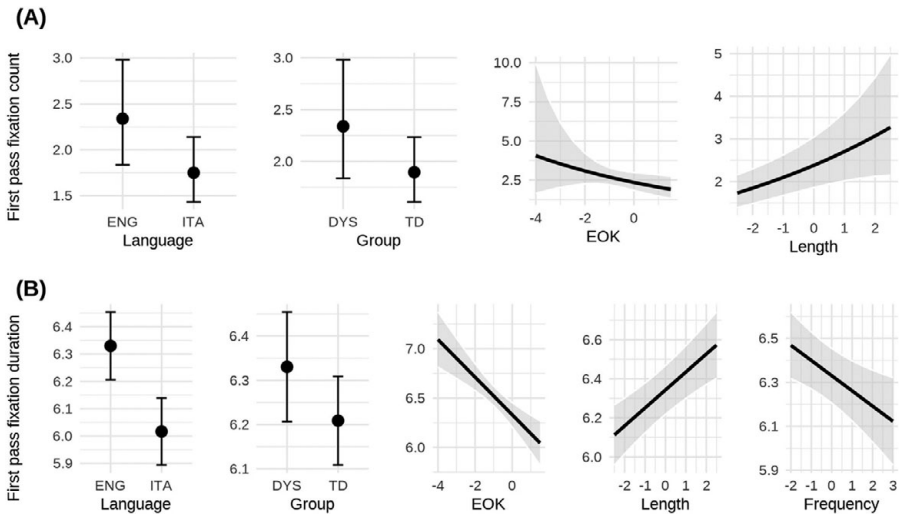 (A)
First pass fixation count
3.0
2.5
2.0
1.5
ENG ITA
Language
3.0
2.5
2.0
DYS TD
Group
10.0
7.5
5.0
2.5
-4 -2 0
EOK
5
4
3
2
-2 -1 0 1 2
Length
(B)
First pass fixation duration
6.4
6.3
6.2
6.1
6.0
5.9
ENG ITA
Language
6.4
6.3
6.2
6.1
DYS TD
Group
7.0
6.5
6.0
-4 -2 0
EOK
6.6
6.4
6.2
6.0
-2 -1 0 1 2
Length
6.5
6.3
6.1
5.9
-2 -1 0 1 2 3
Frequency